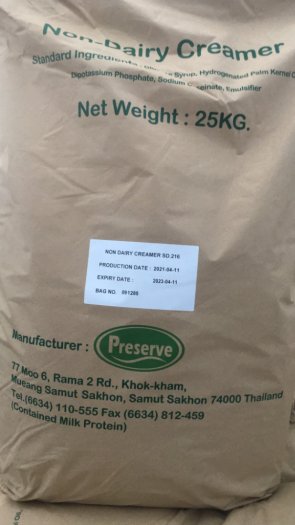 Non-Dairy Creamer
Standard Ingredients : Glucose Syrup, Hydrogenated Palm Kernel
Dipotassium Phosphate, Sodium Caseinate, Emulsifier
Net Weight : 25KG.
NON DAIRY CREAMER SD.216
PRODUCTION DATE : 2021-04-11
EXPIRY DATE : 2023-04-11
BAG NO. 091286
Manufacturer :
Preserve
77 Moo 6, Rama 2 Rd., Khok-kham,
Mueang Samut Sakhon, Samut Sakhon 74000 Thailand
Tel.(6634) 110-555 Fax (6634) 812-459
(Contained Milk Protein)